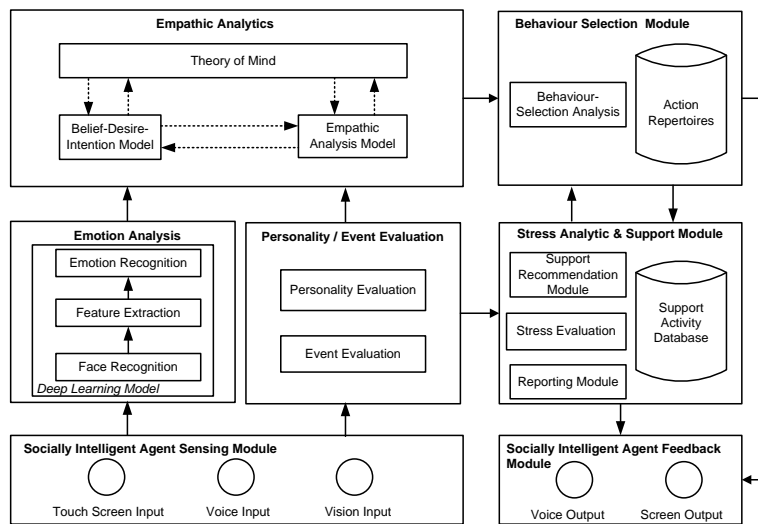 Empathic Analytics
Theory of Mind
Belief-Desire-
Intention Model
Empathic
Analysis Model
Behaviour Selection Module
Behaviour-
Selection Analysis
Action
Repertoires
Emotion Analysis
Emotion Recognition
Feature Extraction
Face Recognition
Deep Learning Model
Personality / Event Evaluation
Personality Evaluation
Event Evaluation
Stress Analytic & Support Module
Support
Recommendation
Module
Stress Evaluation
Reporting Module
Support
Activity
Database
Socially Intelligent Agent Sensing Module
Touch Screen Input
Voice Input
Vision Input
Socially Intelligent Agent Feedback
Module
Voice Output
Screen Output